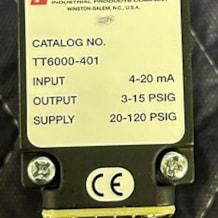 INDUSTRIAL PRODUCTS COMPANY
WINSTON-SALEM, N.C., U.S.A.
CATALOG NO.
TT6000-401
INPUT 4-20 mA
OUTPUT 3-15 PSIG
SUPPLY 20-120 PSIG
CE